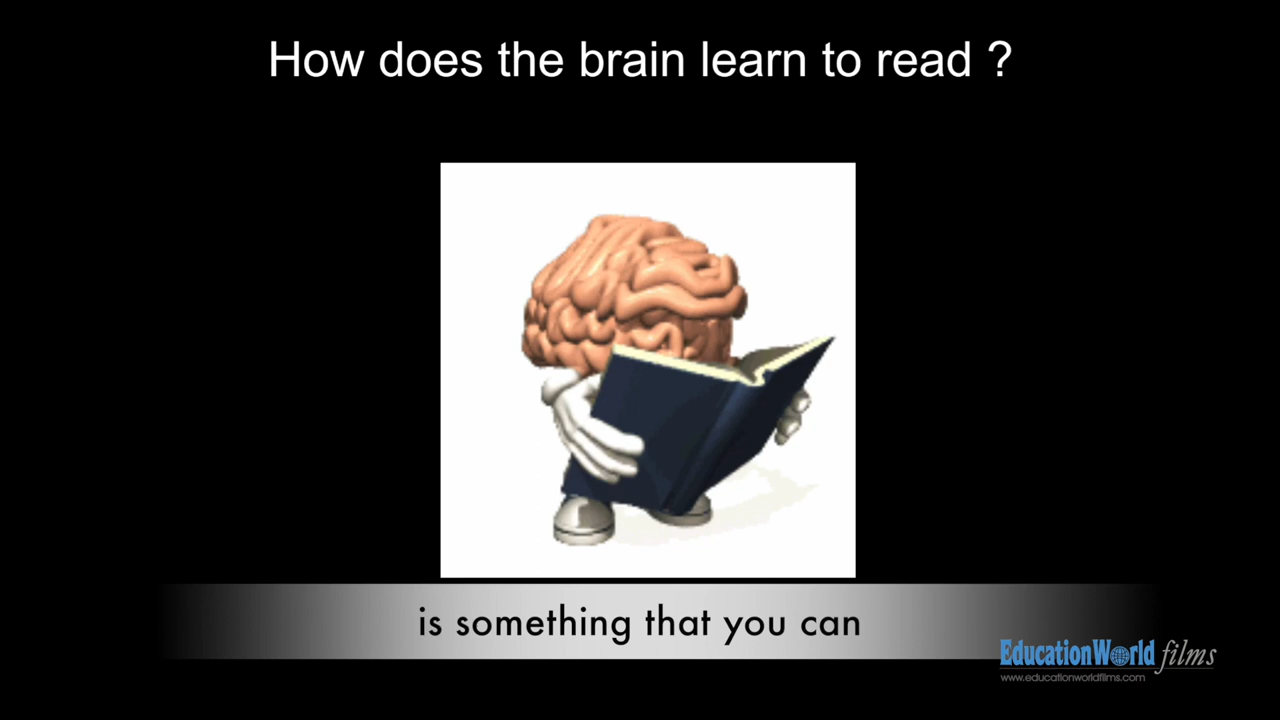 How does the brain learn to read ?
is something that you can
EducationWorld films
www.educationworldfilms.com